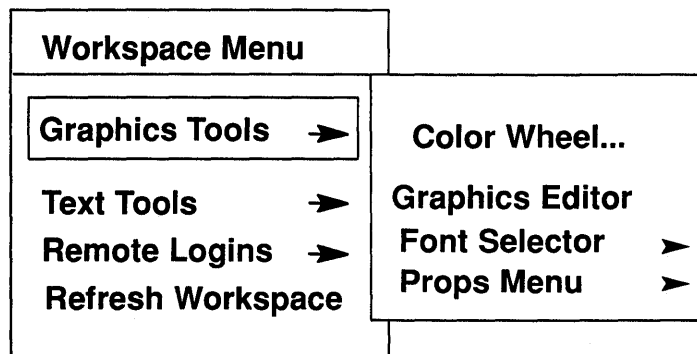 Workspace Menu
Graphics Tools
Text Tools
Remote Logins
Refresh Workspace
Color Wheel...
Graphics Editor
Font Selector
Props Menu